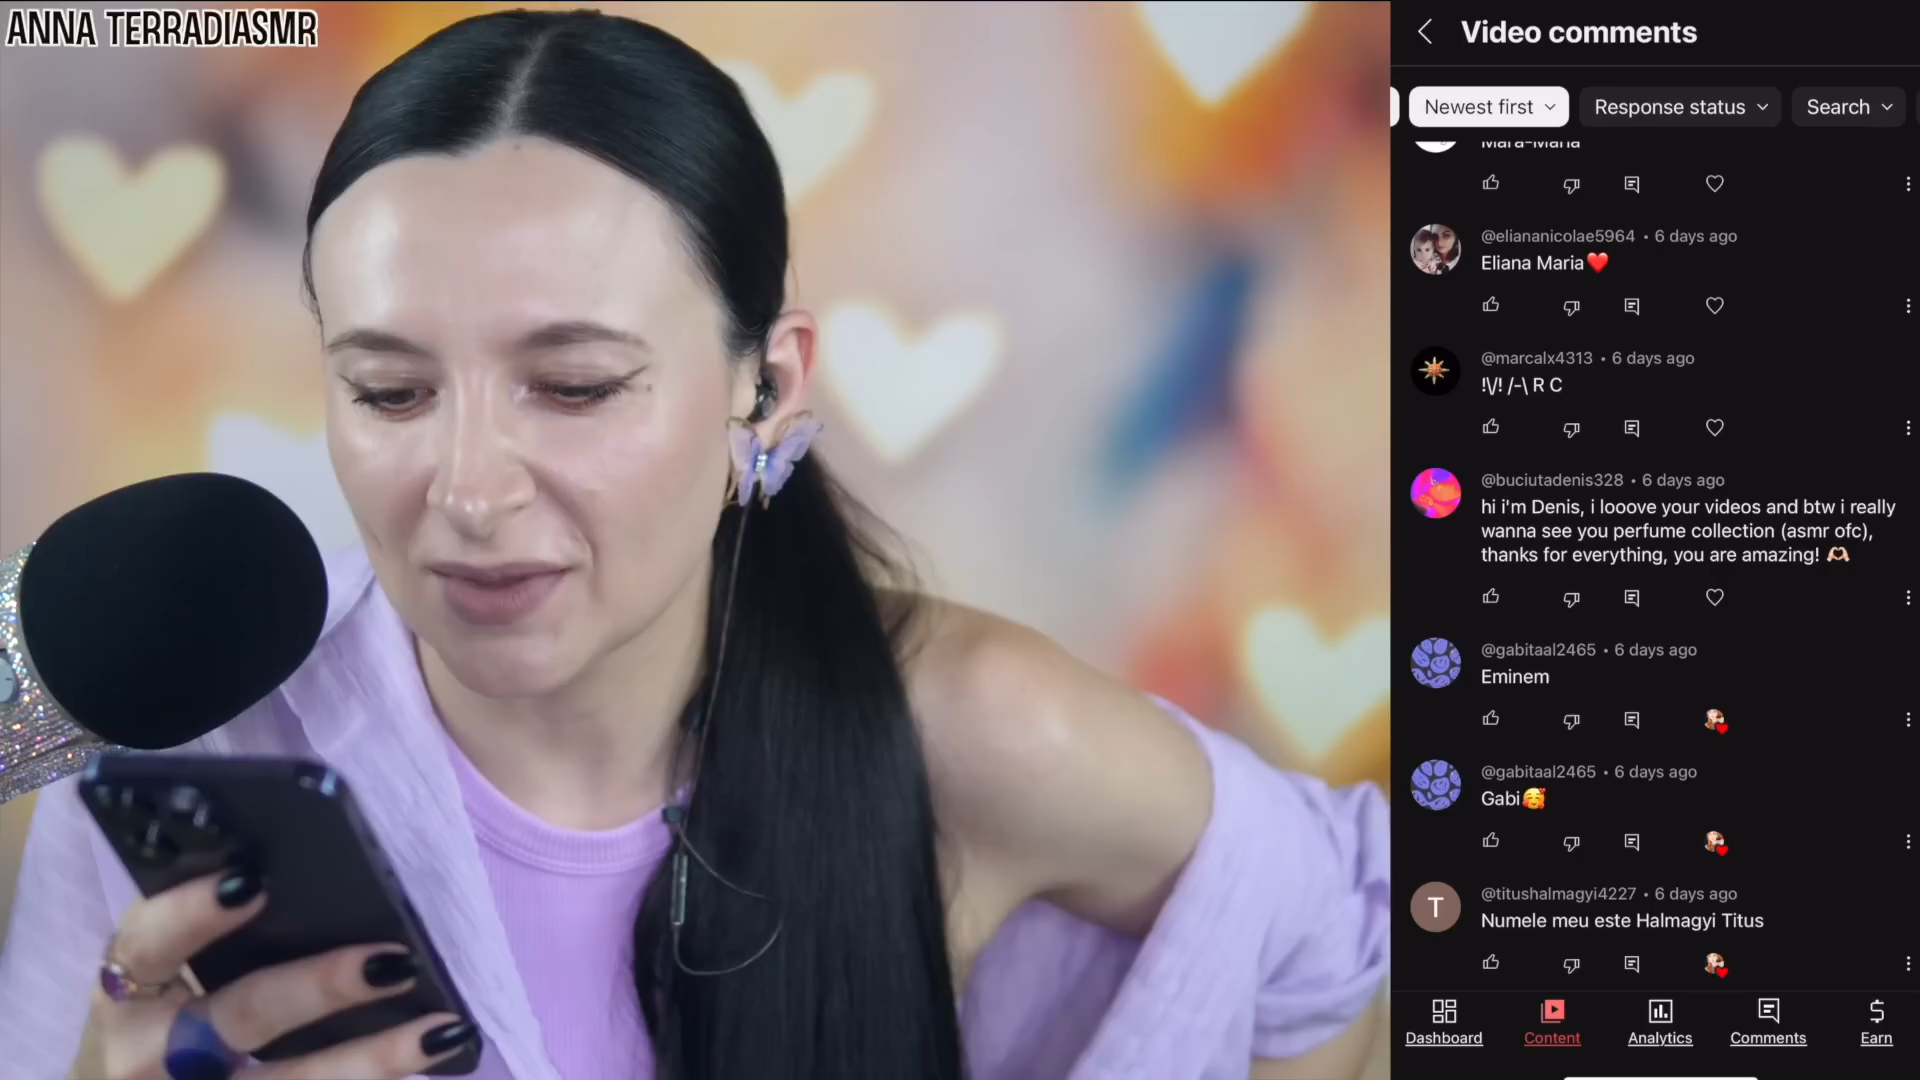 ANNA TERRADIASMR
Video comments
Newest first
Response status
Search
Mara-Maria
@eliananicolae5964 • 6 days ago
Eliana Maria❤️
@marcalx4313 • 6 days ago
!\/! /-\ R C
@buciutadenis328 • 6 days ago
hi i'm Denis, i looove your videos and btw i really
wanna see you perfume collection (asmr ofc),
thanks for everything, you are amazing! 🫶🏼
@gabitaal2465 • 6 days ago
Eminem
@gabitaal2465 • 6 days ago
Gabi🥰
T
@titushalmagyi4227 • 6 days ago
Numele meu este Halmagyi Titus
Dashboard
Content
Analytics
Comments
Earn